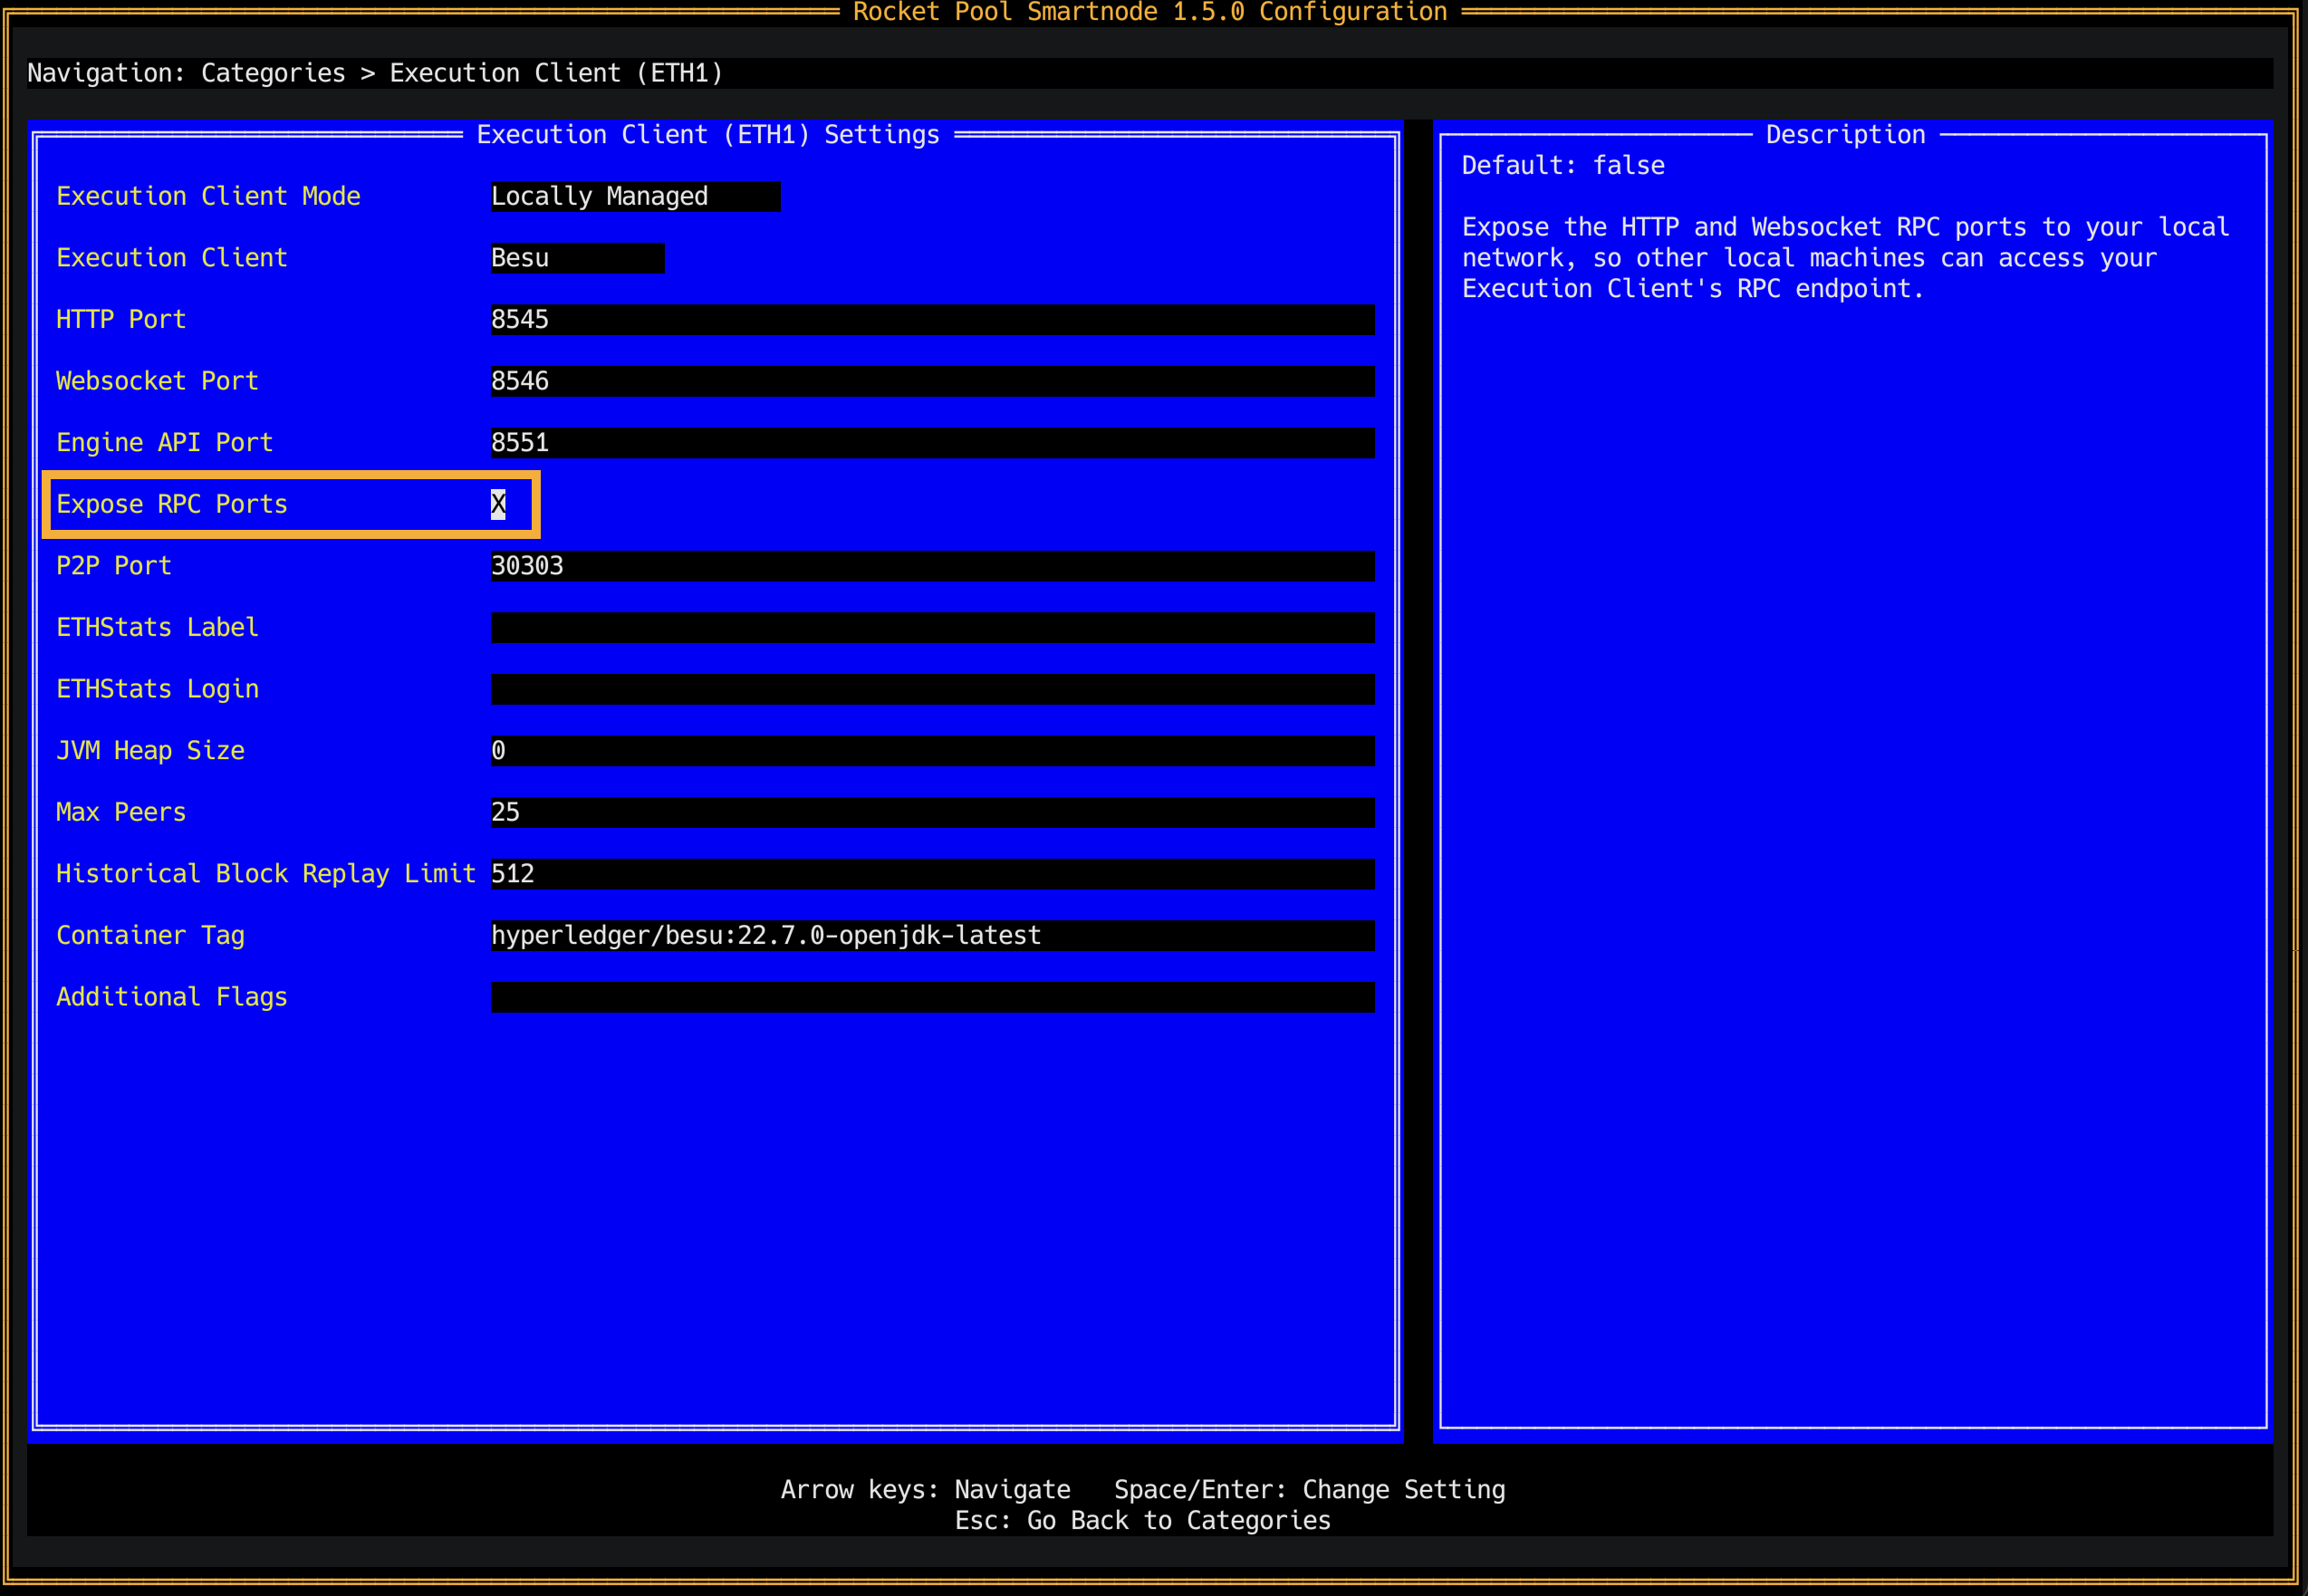 Rocket Pool Smartnode 1.5.0 Configuration
Navigation: Categories > Execution Client (ETH1)
Execution Client (ETH1) Settings
Execution Client Mode Locally Managed
Execution Client Besu
HTTP Port 8545
Websocket Port 8546
Engine API Port 8551
Expose RPC Ports X
P2P Port 30303
ETHStats Label
ETHStats Login
JVM Heap Size 0
Max Peers 25
Historical Block Replay Limit 512
Container Tag hyperledger/besu:22.7.0-openjdk-latest
Additional Flags
Description
Default: false
Expose the HTTP and Websocket RPC ports to your local
network, so other local machines can access your
Execution Client's RPC endpoint.
Arrow keys: Navigate Space/Enter: Change Setting
Esc: Go Back to Categories